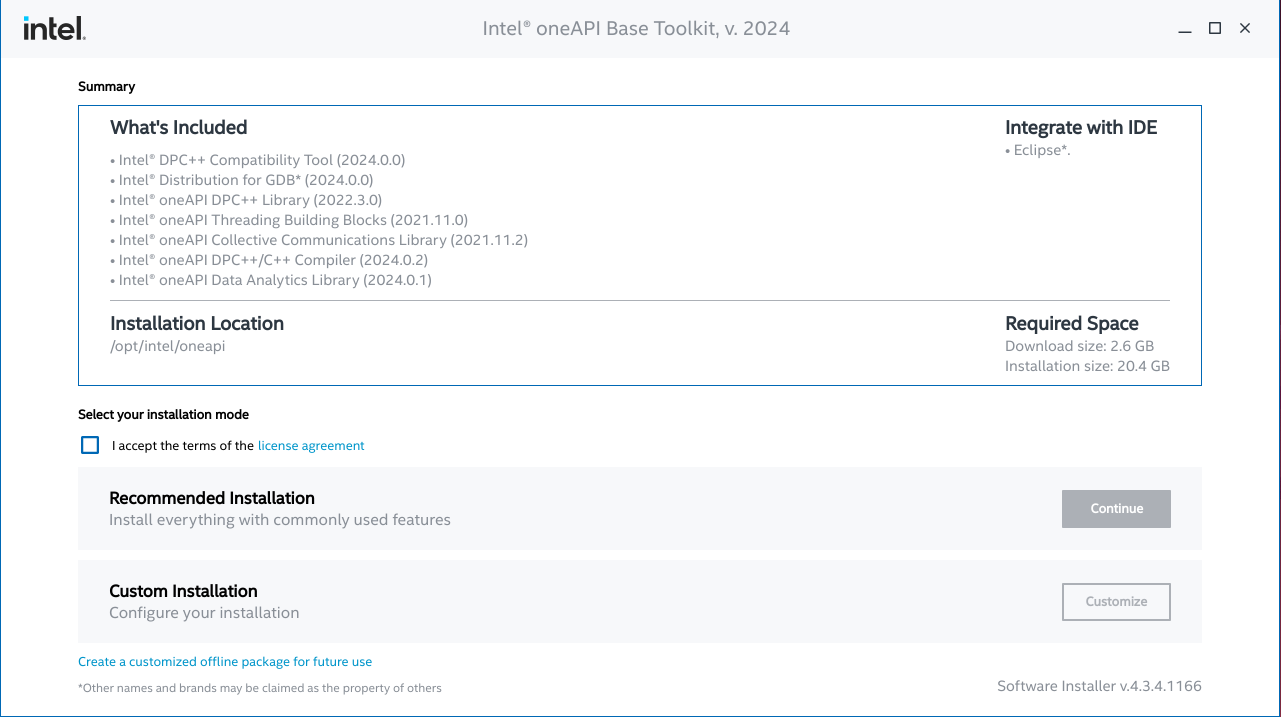 intel.
Intel® oneAPI Base Toolkit, v. 2024
Summary
What's Included
• Intel® DPC++ Compatibility Tool (2024.0.0)
• Intel® Distribution for GDB* (2024.0.0)
• Intel® oneAPI DPC++ Library (2022.3.0)
• Intel® oneAPI Threading Building Blocks (2021.11.0)
• Intel® oneAPI Collective Communications Library (2021.11.2)
• Intel® oneAPI DPC++/C++ Compiler (2024.0.2)
• Intel® oneAPI Data Analytics Library (2024.0.1)
Integrate with IDE
• Eclipse*.
Installation Location
/opt/intel/oneapi
Required Space
Download size: 2.6 GB
Installation size: 20.4 GB
Select your installation mode
I accept the terms of the license agreement
Recommended Installation
Install everything with commonly used features
Continue
Custom Installation
Configure your installation
Customize
Create a customized offline package for future use
*Other names and brands may be claimed as the property of others
Software Installer v.4.3.4.1166